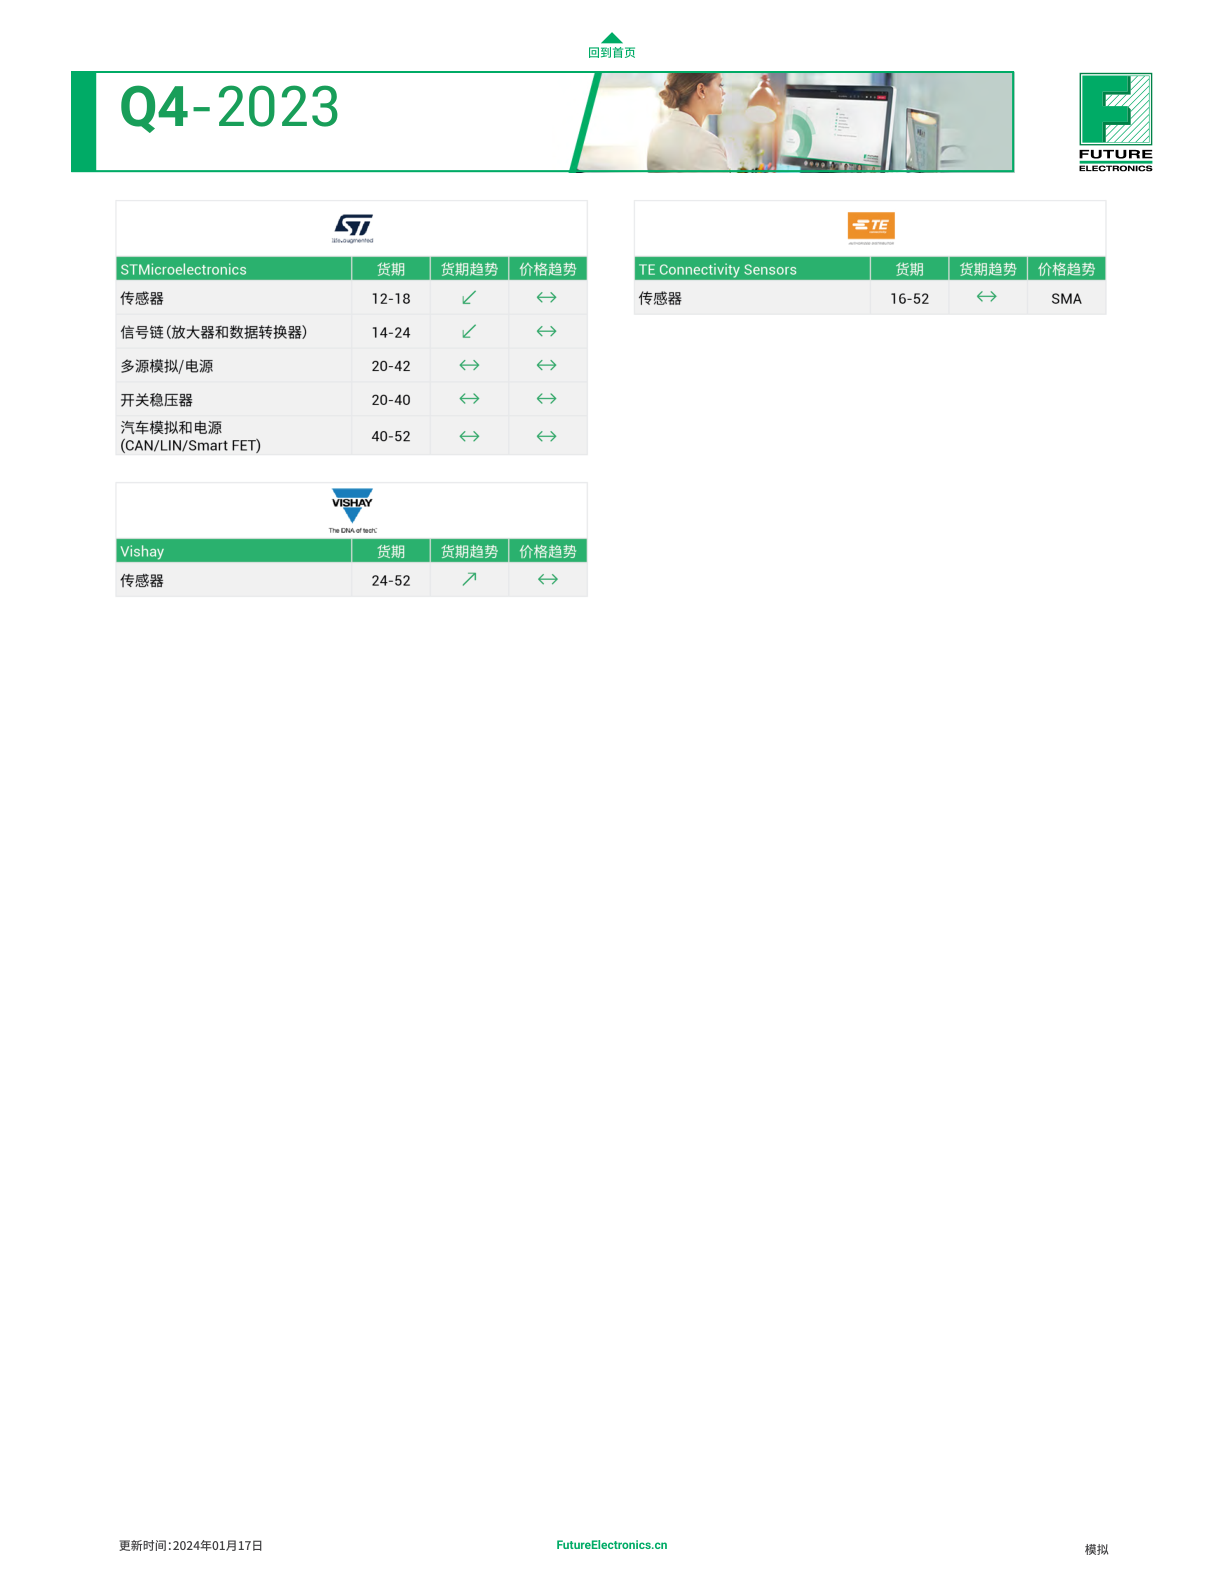 回到首页
Q4-2023
FUTURE
ELECTRONICS
ST
life.augmented
STMicroelectronics 货期 货期趋势 价格趋势
传感器 12-18 ↙ ↔
信号链（放大器和数据转换器） 14-24 ↙ ↔
多源模拟/电源 20-42 ↔ ↔
开关稳压器 20-40 ↔ ↔
汽车模拟和电源
(CAN/LIN/Smart FET) 40-52 ↔ ↔
TE
AUTHORIZED DISTRIBUTOR
TE Connectivity Sensors 货期 货期趋势 价格趋势
传感器 16-52 ↔ SMA
VISHAY
The DNA of tech.
Vishay 货期 货期趋势 价格趋势
传感器 24-52 ↗ ↔
更新时间：2024年01月17日
FutureElectronics.cn
模拟